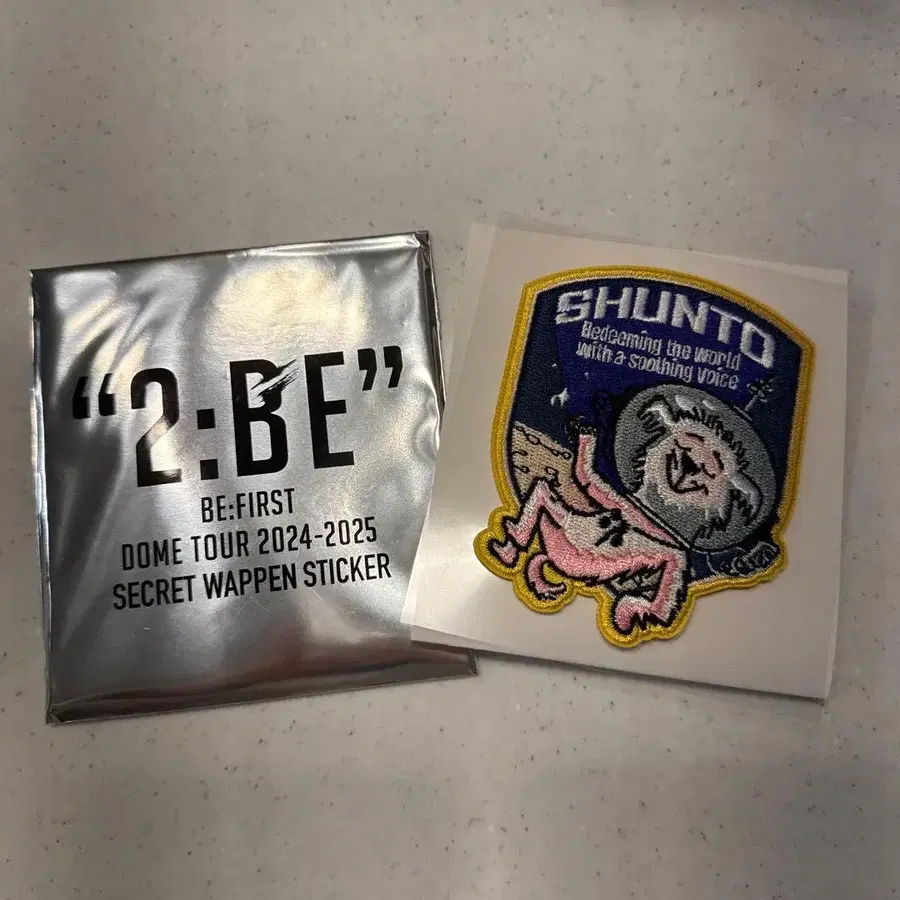 “2:BE”
BE:FIRST
DOME TOUR 2024-2025
SECRET WAPPEN STICKER
SHUNTO
Redeeming the world
with a soothing voice